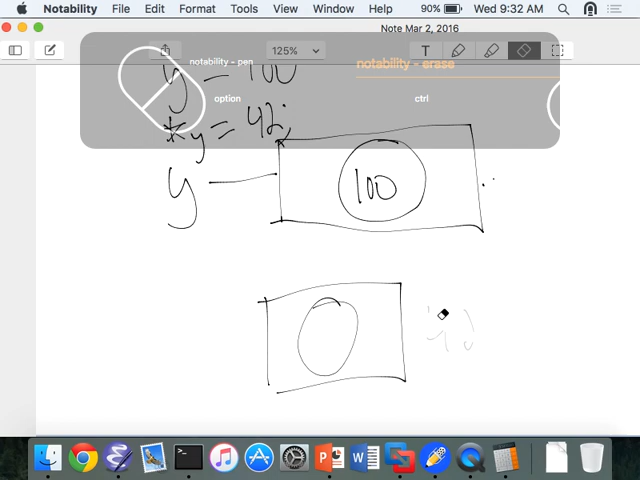 Notability File Edit Format Tools View Window Help 90% Wed 9:32 AM
Note Mar 2, 2016
125% T
y = 100
notability - pen notability - erase
option ctrl
*y = 42;
y 100